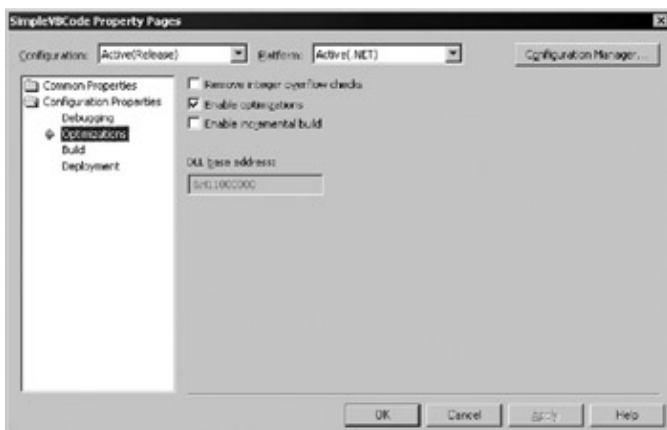 SimpleVBCode Property Pages
Configuration: Active(Release) Platform: Active(.NET) Configuration Manager...
Common Properties
Configuration Properties
Debugging
Optimizations
Build
Deployment
Remove integer overflow checks
Enable optimizations
Enable incremental build
DLL base address:
&H11000000
OK Cancel Apply Help